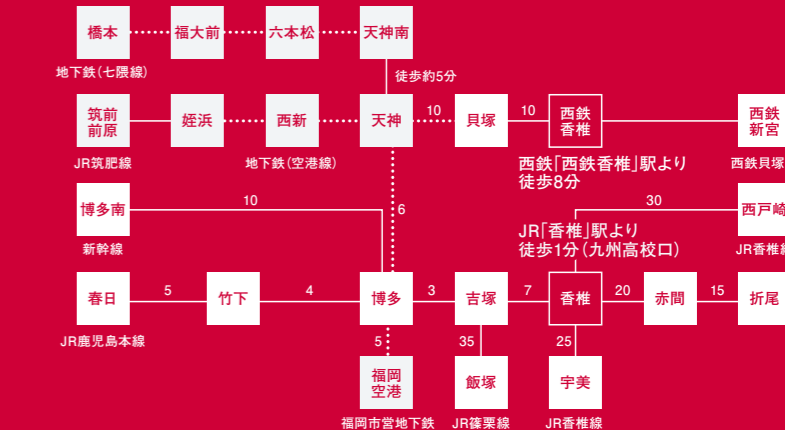 橋本
福大前
六本松
天神南
地下鉄(七隈線)
徒歩約5分
筑前
前原
姪浜
西新
天神
10
貝塚
10
西鉄
香椎
西鉄
新宮
JR筑肥線
地下鉄(空港線)
西鉄「西鉄香椎」駅より
徒歩8分
西鉄貝塚
博多南
10
6
30
西戸崎
新幹線
JR「香椎」駅より
徒歩1分(九州高校口)
JR香椎線
春日
5
竹下
4
博多
3
吉塚
7
香椎
20
赤間
15
折尾
JR鹿児島本線
5
35
25
福岡
空港
飯塚
宇美
福岡市営地下鉄
JR篠栗線
JR香椎線